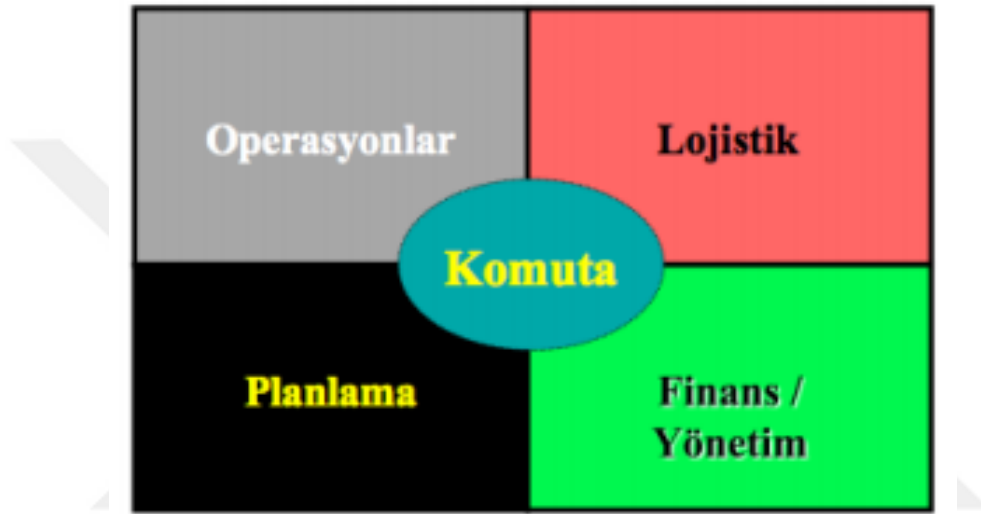 Operasyonlar
Lojistik
Komuta
Planlama
Finans /
Yönetim